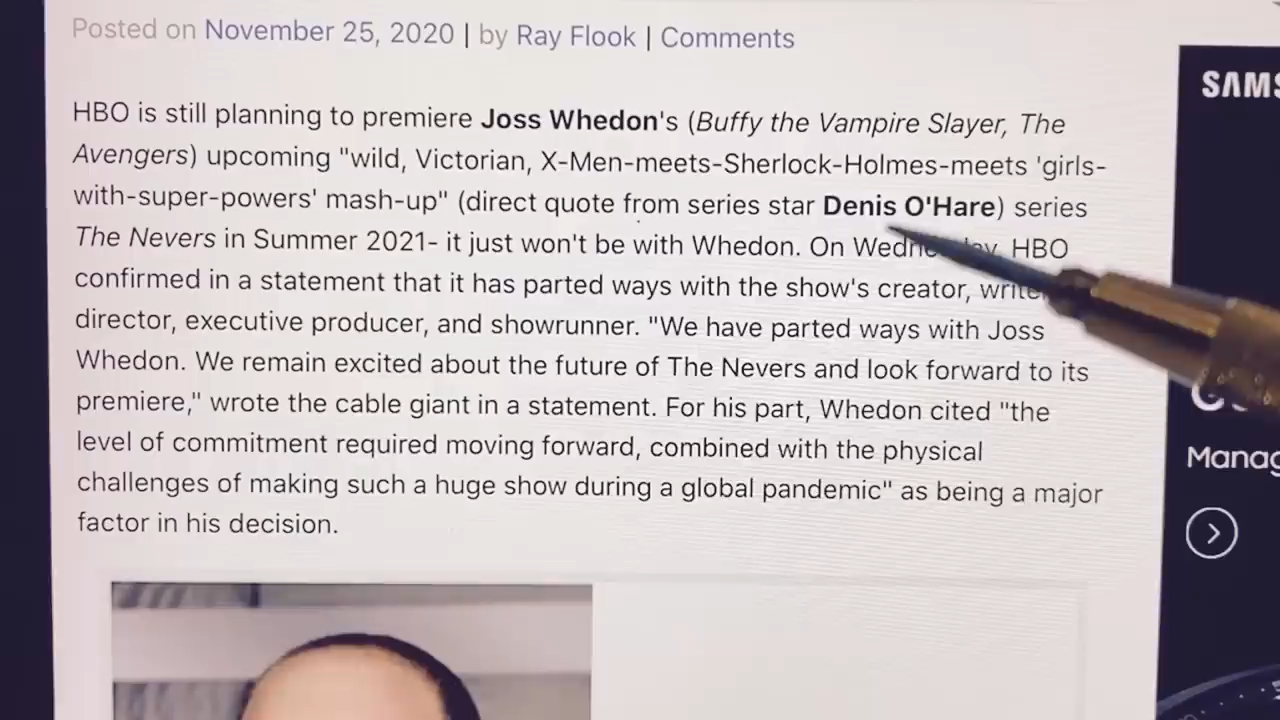 Posted on November 25, 2020 | by Ray Flook | Comments
HBO is still planning to premiere Joss Whedon's (Buffy the Vampire Slayer, The
Avengers) upcoming "wild, Victorian, X-Men-meets-Sherlock-Holmes-meets 'girls-
with-super-powers' mash-up" (direct quote from series star Denis O'Hare) series
The Nevers in Summer 2021- it just won't be with Whedon. On Wednesday, HBO
confirmed in a statement that it has parted ways with the show's creator, writer,
director, executive producer, and showrunner. "We have parted ways with Joss
Whedon. We remain excited about the future of The Nevers and look forward to its
premiere," wrote the cable giant in a statement. For his part, Whedon cited "the
level of commitment required moving forward, combined with the physical
challenges of making such a huge show during a global pandemic" as being a major
factor in his decision.
SAMS
Manag